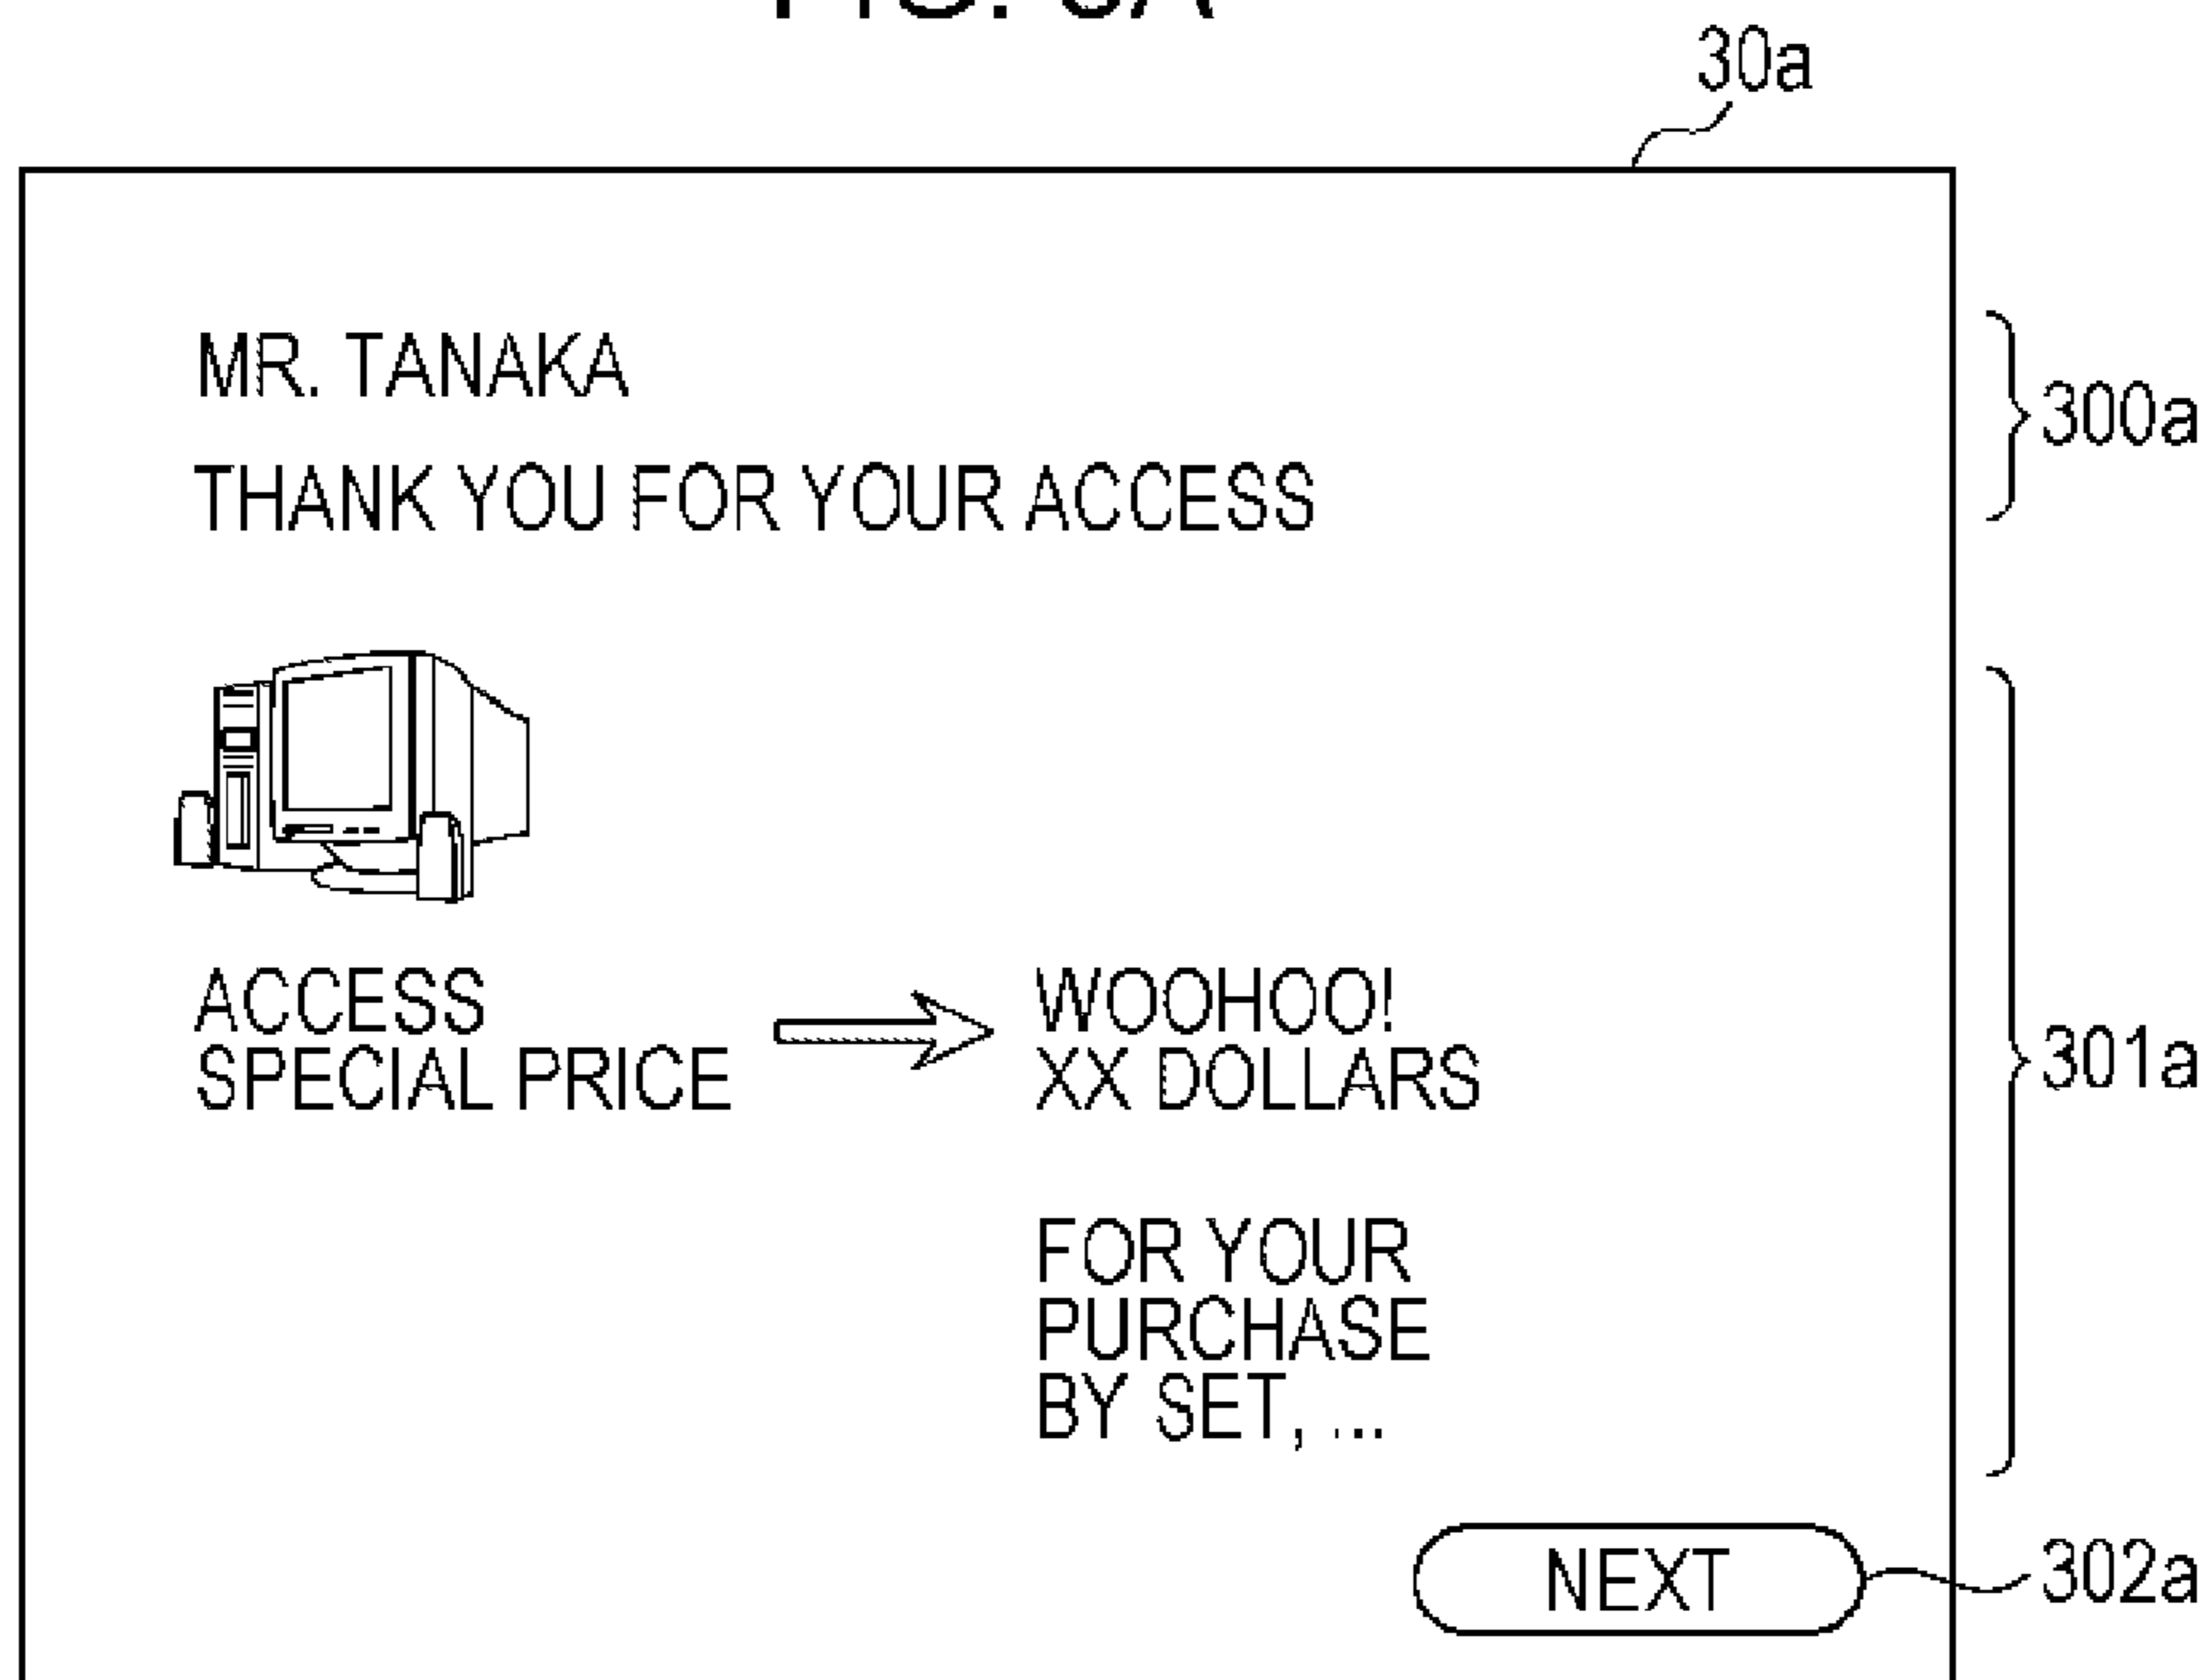 30a
MR. TANAKA
THANK YOU FOR YOUR ACCESS
300a
ACCESS
SPECIAL PRICE
WOOHOO!
XX DOLLARS
301a
FOR YOUR
PURCHASE
BY SET, ...
NEXT
302a